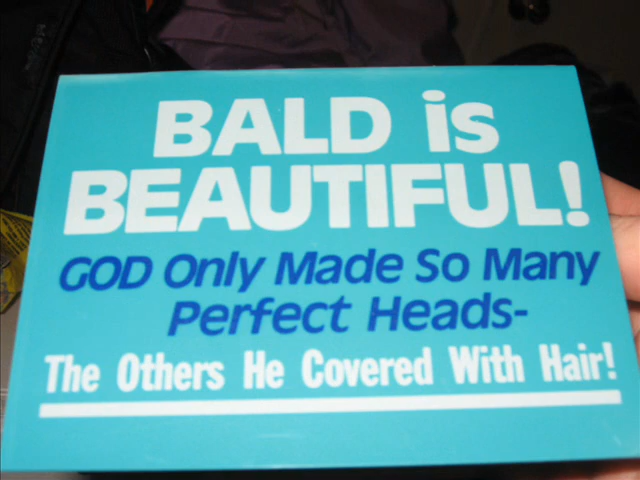 BALD is
BEAUTIFUL!
GOD Only Made So Many
Perfect Heads-
The Others He Covered With Hair!